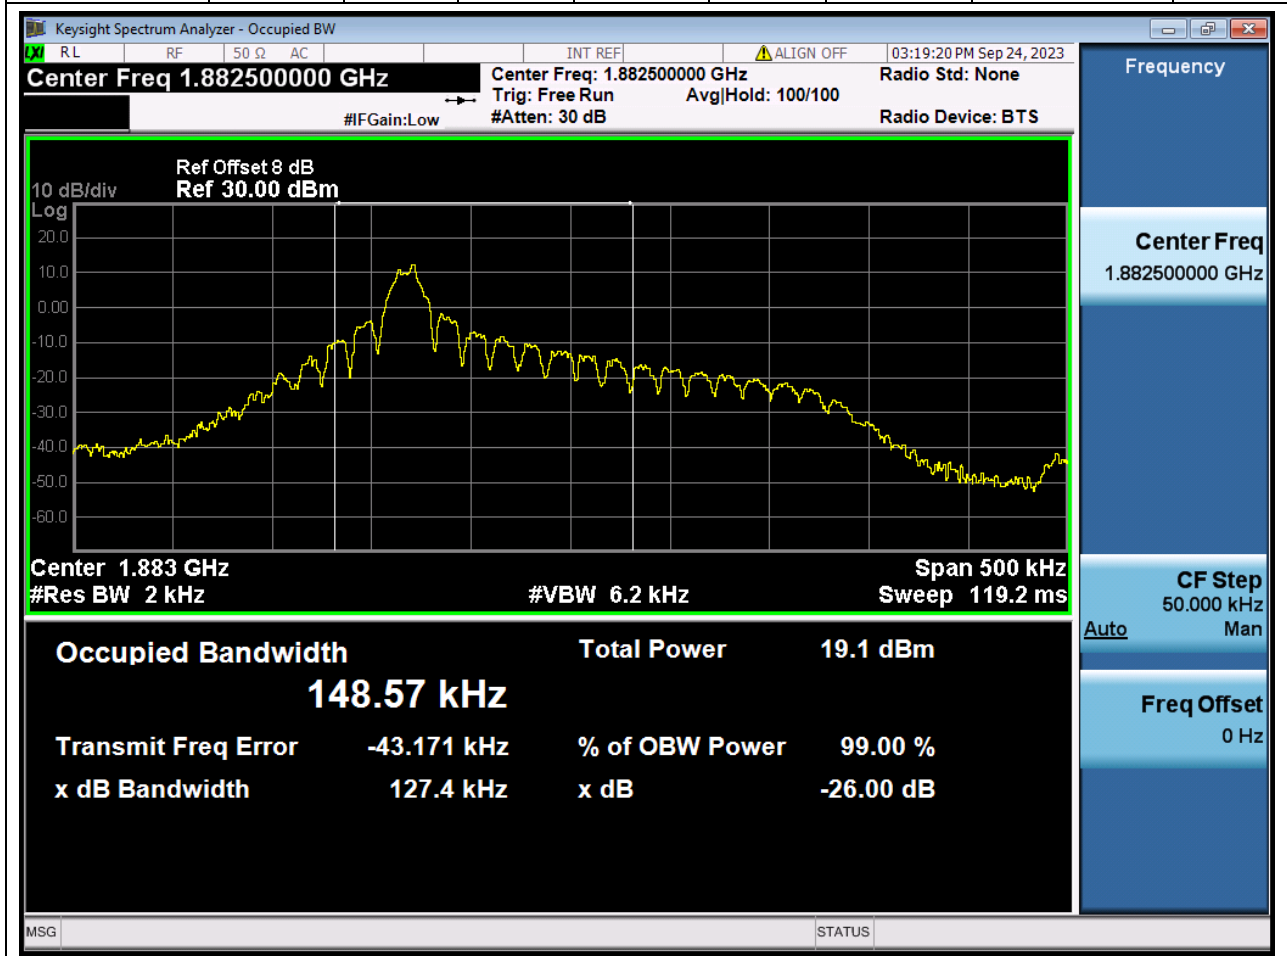 Keysight Spectrum Analyzer - Occupied BW
LXI RL RF 50 Ω AC INT REF ALIGN OFF 03:19:20 PM Sep 24, 2023
Center Freq 1.882500000 GHz
Center Freq: 1.882500000 GHz Radio Std: None
Trig: Free Run Avg|Hold: 100/100
#IFGain:Low #Atten: 30 dB Radio Device: BTS
Ref Offset 8 dB
10 dB/div Ref 30.00 dBm
Log
20.0
10.0
0.00
-10.0
-20.0
-30.0
-40.0
-50.0
-60.0
Center 1.883 GHz Span 500 kHz
#Res BW 2 kHz #VBW 6.2 kHz Sweep 119.2 ms
Occupied Bandwidth Total Power 19.1 dBm
148.57 kHz
Transmit Freq Error -43.171 kHz % of OBW Power 99.00 %
x dB Bandwidth 127.4 kHz x dB -26.00 dB
Frequency
Center Freq
1.882500000 GHz
CF Step
50.000 kHz
Auto Man
Freq Offset
0 Hz
MSG STATUS